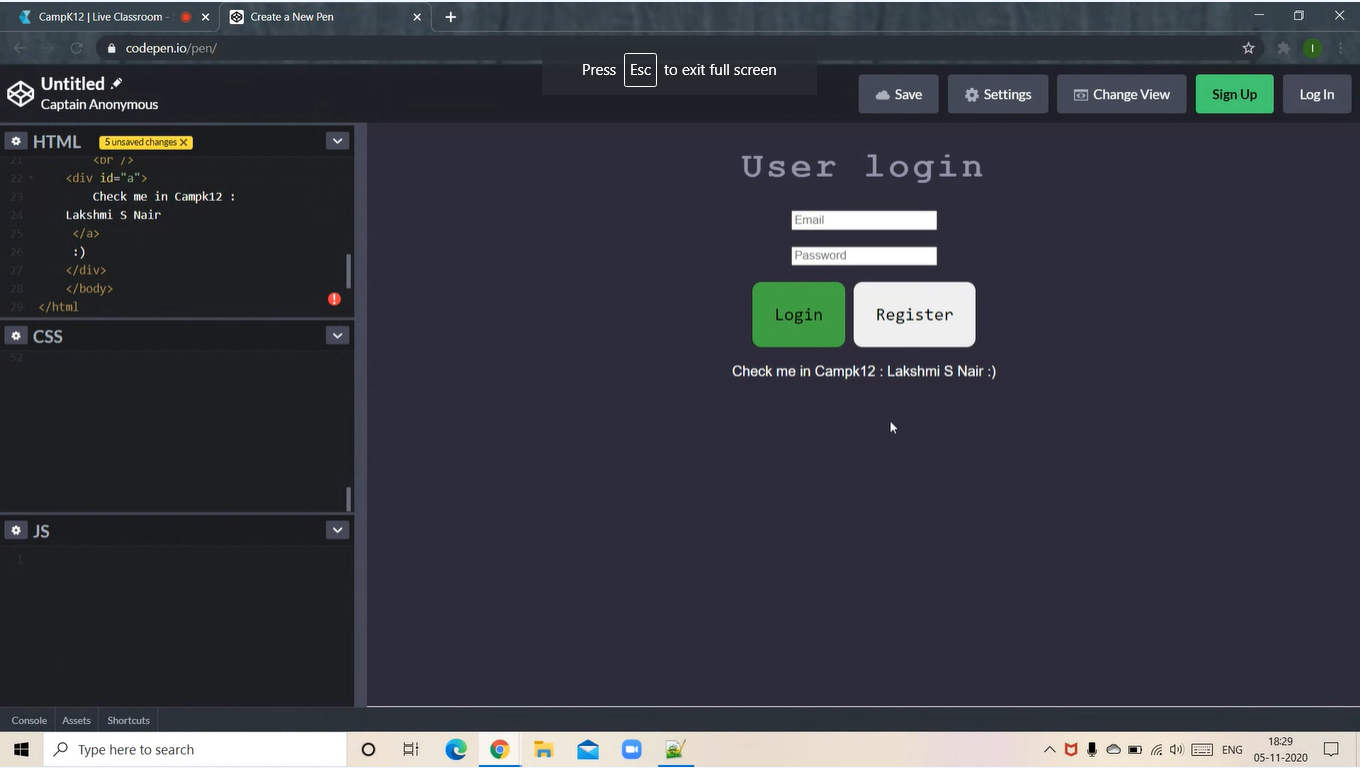 CampK12 | Live Classroom -
Create a New Pen
codepen.io/pen/
I
Press Esc to exit full screen
Untitled
Captain Anonymous
Save
Settings
Change View
Sign Up
Log In
HTML
5 unsaved changes X
21 <br />
22 <div id="a">
23 Check me in Campk12 :
24 Lakshmi S Nair
25 </a>
26 :)
27 </div>
28 </body>
29 </html
!
CSS
52
JS
1
User login
Email
Password
Login Register
Check me in Campk12 : Lakshmi S Nair :)
Console Assets Shortcuts
Type here to search
ENG
18:29
05-11-2020